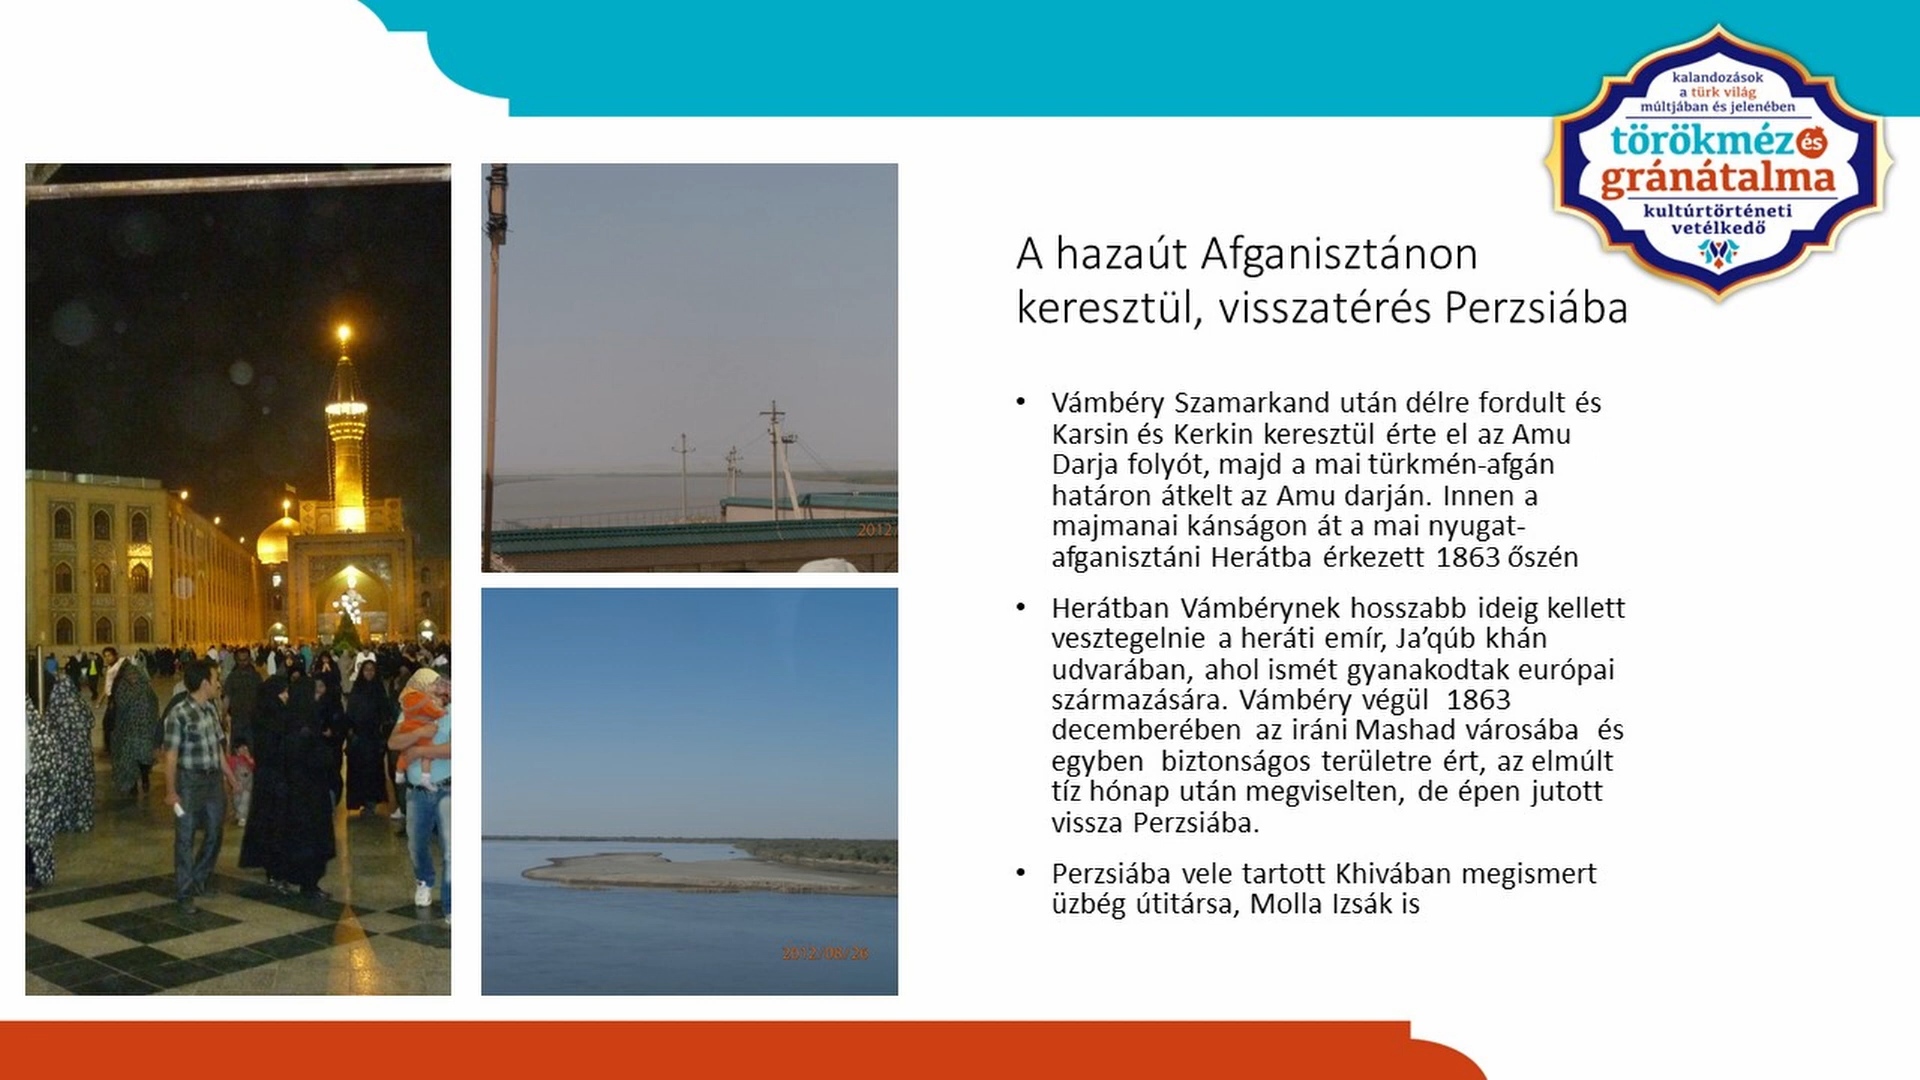 kalandozások
a türk világ
múltjában és jelenében
törökméz és
gránátalma
kultúrtörténeti
vetélkedő
A hazaút Afganisztánon
keresztül, visszatérés Perzsiába
• Vámbéry Szamarkand után délre fordult és
Karsin és Kerkin keresztül érte el az Amu
Darja folyót, majd a mai türkmén-afgán
határon átkelt az Amu darján. Innen a
majmanai kánságon át a mai nyugat-
afganisztáni Herátba érkezett 1863 őszén
• Herátban Vámbérynek hosszabb ideig kellett
vesztegelnie a heráti emír, Ja’qúb khán
udvarában, ahol ismét gyanakodtak európai
származására. Vámbéry végül 1863
decemberében az iráni Mashad városába és
egyben biztonságos területre ért, az elmúlt
tíz hónap után megviselten, de épen jutott
vissza Perzsiába.
• Perzsiába vele tartott Khivában megismert
üzbég útitársa, Molla Izsák is
2012/
2012/08/26